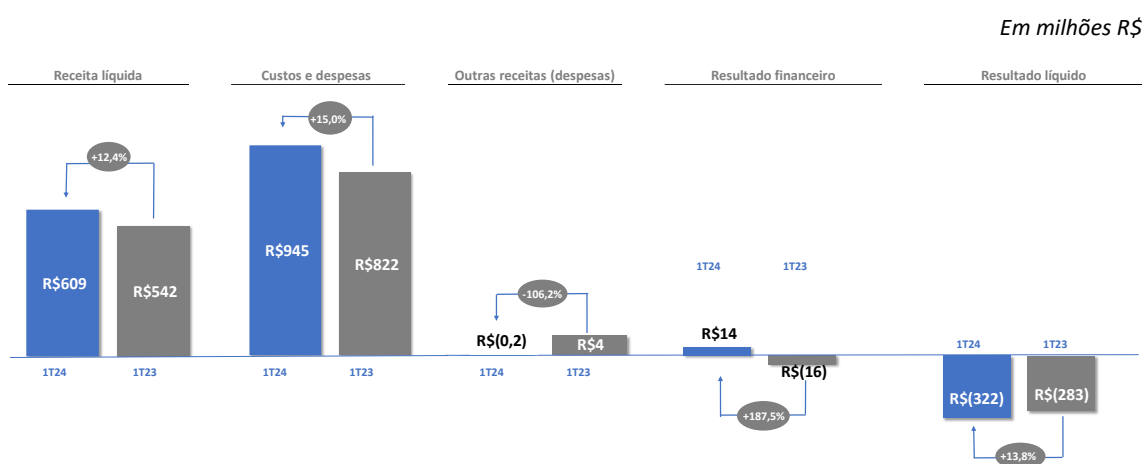 Em milhões R$
Receita líquida
Custos e despesas
Outras receitas (despesas)
Resultado financeiro
Resultado líquido
+12,4%
R$609
R$542
1T24
1T23
+15,0%
R$945
R$822
1T24
1T23
-106,2%
R$(0,2)
R$4
1T24
1T23
1T24
1T23
R$14
R$(16)
+187,5%
1T24
1T23
R$(322)
R$(283)
+13,8%